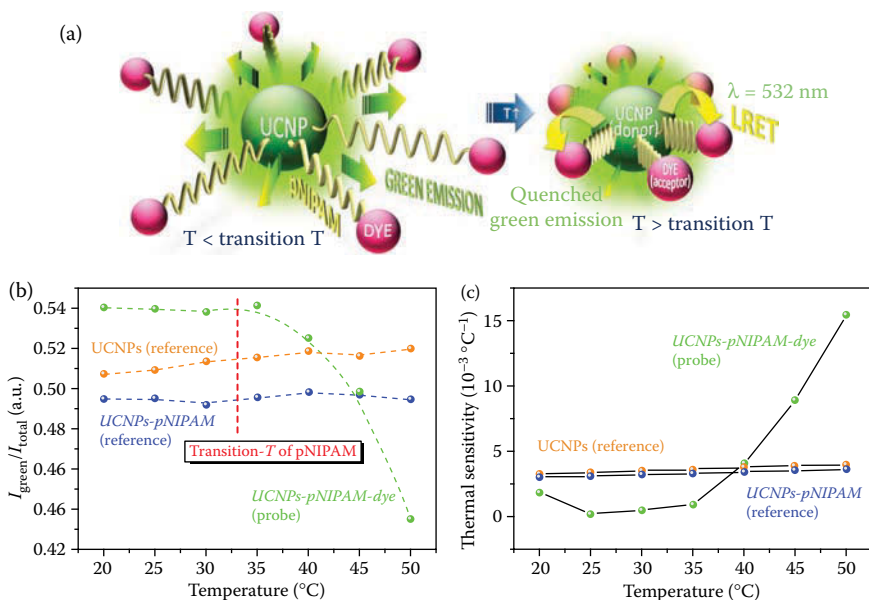 (a)
UCNP
PNIPAM
DYE
GREEN EMISSION
T < transition T
T↑
UCNP
(donor)
DYE
(acceptor)
λ = 532 nm
LRET
Quenched
green emission
T > transition T
(b)
0.54
0.52
0.50
0.48
0.46
0.44
0.42
I_green/I_total (a.u.)
UCNPs (reference)
UCNPs-pNIPAM
(reference)
Transition-T of pNIPAM
UCNPs-pNIPAM-dye
(probe)
20 25 30 35 40 45 50
Temperature (°C)
(c)
15
10
5
0
Thermal sensitivity (10⁻³ °C⁻¹)
UCNPs-pNIPAM-dye
(probe)
UCNPs (reference)
UCNPs-pNIPAM
(reference)
20 25 30 35 40 45 50
Temperature (°C)